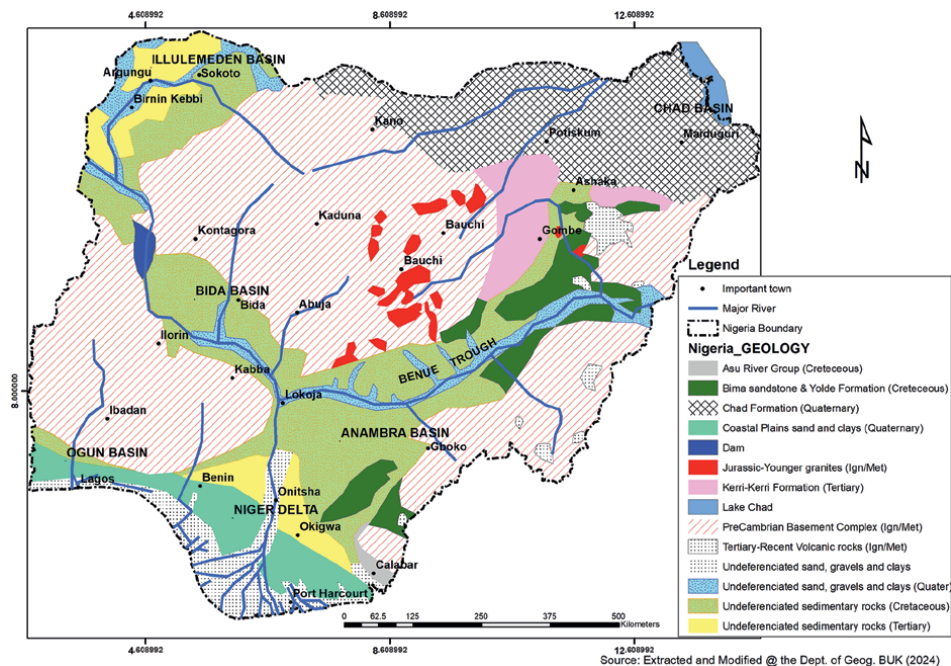 4.608992 8.608992 12.608992
ILLULEMEDEN BASIN
Argungu Sokoto
Birnin Kebbi
CHAD BASIN
Kano
Potiskum Maiduguri
N
Ashaka
Kontagora Kaduna Bauchi Gombe
Bauchi
BIDA BASIN
Bida Abuja
Ilorin
BENUE TROUGH
Kabba
Lokoja
8.600000
Ibadan
ANAMBRA BASIN
Gboko
OGUN BASIN
Lagos Benin Onitsha
NIGER DELTA
Okigwa
Calabar
Port Harcourt
0 62.5 125 250 375 500
Kilometers
4.608992 8.608992 12.608992
Legend
Important town
Major River
Nigeria Boundary
Nigeria_GEOLOGY
Asu River Group (Creteceous)
Bima sandstone & Yolde Formation (Cretecous)
Chad Formation (Quaternary)
Coastal Plains sand and clays (Quaternary)
Dam
Jurassic-Younger granites (Ign/Met)
Kerri-Kerri Formation (Tertiary)
Lake Chad
PreCambrian Basement Complex (Ign/Met)
Tertiary-Recent Volcanic rocks (Ign/Met)
Undeferenciated sand, gravels and clays
Undeferenciated sand, gravels and clays (Quater)
Undeferenciated sedimentary rocks (Cretaceous)
Undeferenciated sedimentary rocks (Tertiary)
Source: Extracted and Modified @ the Dept. of Geog. BUK (2024)